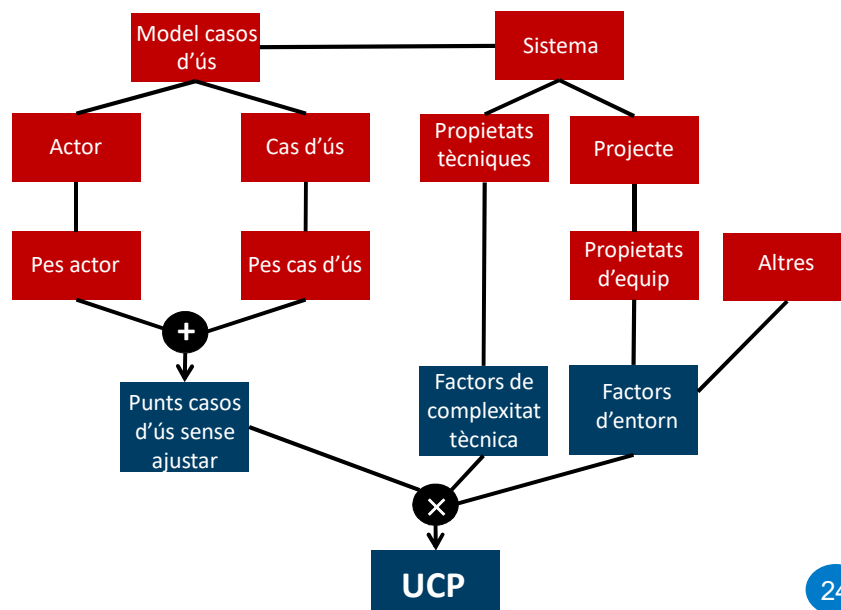 Model casos
d'ús
Sistema
Actor
Cas d'ús
Propietats
tècniques
Projecte
Pes actor
Pes cas d'ús
Propietats
d'equip
Altres
+
Punts casos
d'ús sense
ajustar
Factors de
complexitat
tècnica
Factors
d'entorn
×
UCP
24